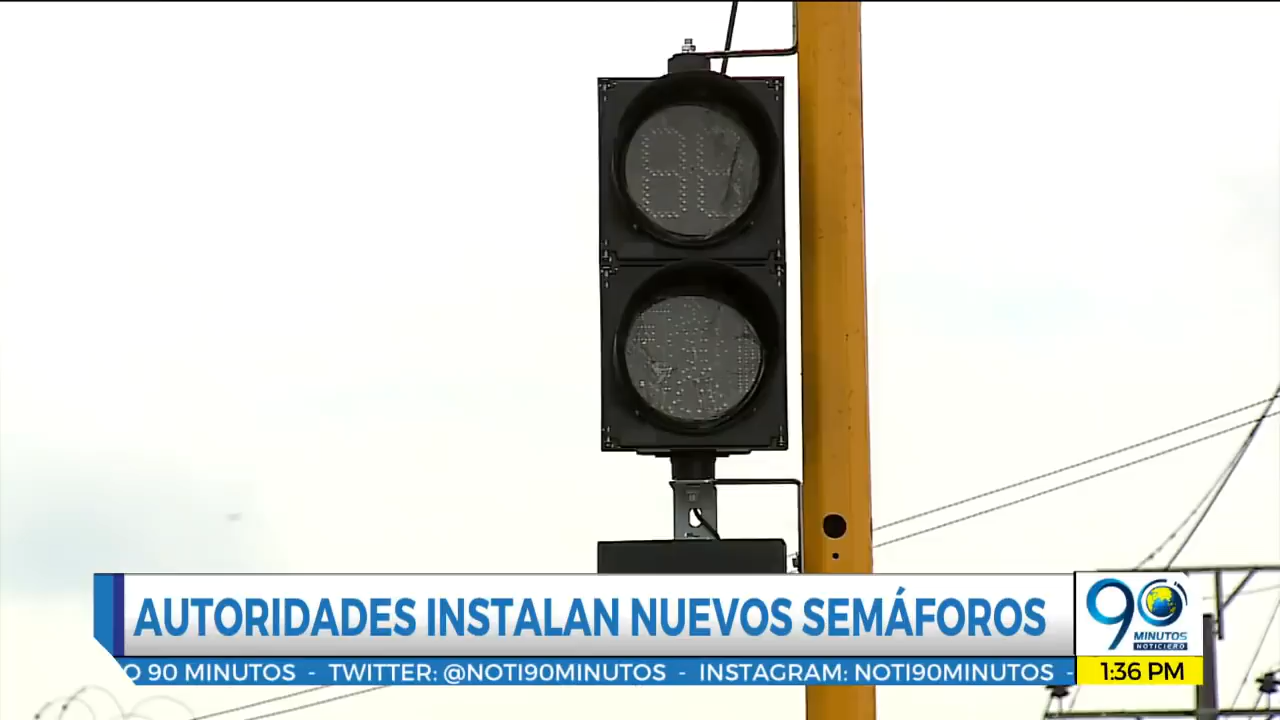 AUTORIDADES INSTALAN NUEVOS SEMÁFOROS
90
MINUTOS
NOTICIERO
O 90 MINUTOS - TWITTER: @NOTI90MINUTOS - INSTAGRAM: NOTI90MINUTOS -
1:36 PM